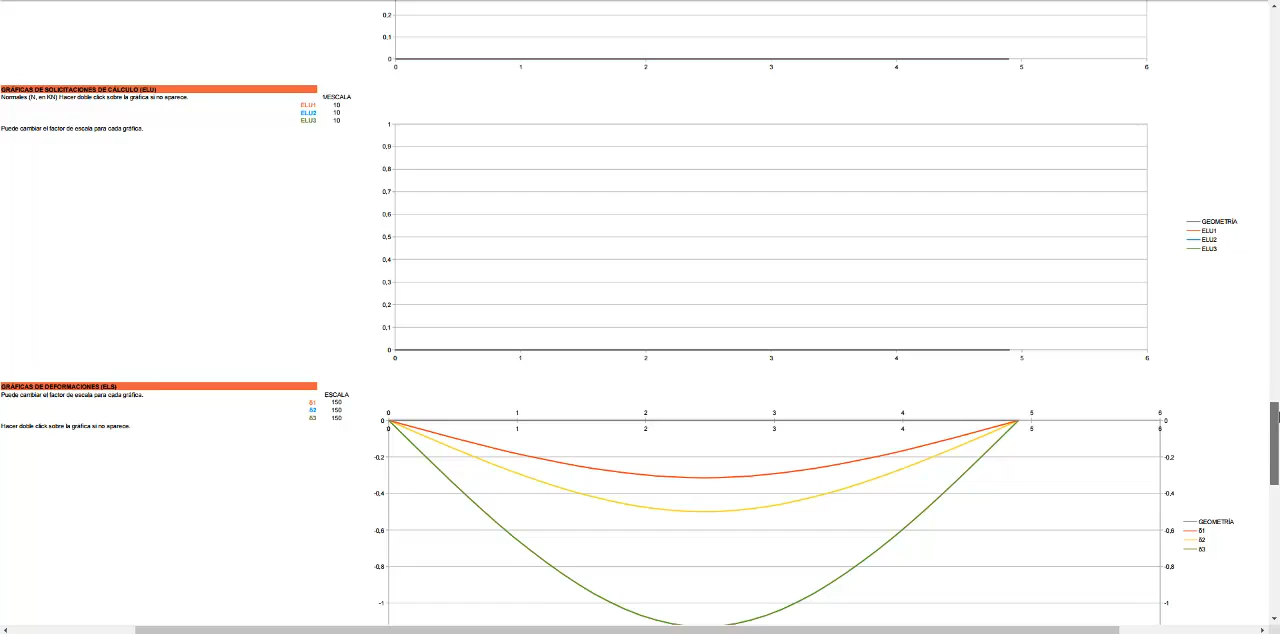 0,2
0,1
0
0 1 2 3 4 5 6
GRÁFICAS DE SOLICITACIONES DE CÁLCULO (ELU)
Normales (N, en KN) Hacer doble click sobre la gráfica si no aparece. MESCALA
ELU1 10
ELU2 10
ELU3 10
Puede cambiar el factor de escala para cada gráfica.
1
0,9
0,8
0,7
0,6
0,5
0,4
0,3
0,2
0,1
0
0 1 2 3 4 5 6
GEOMETRÍA
ELU1
ELU2
ELU3
GRÁFICAS DE DEFORMACIONES (ELS)
Puede cambiar el factor de escala para cada gráfica. ESCALA
δ1 150
δ2 150
δ3 150
Hacer doble click sobre la gráfica si no aparece.
0 1 2 3 4 5 6
0 0
0 1 2 3 4 5 6
-0,2 -0,2
-0,4 -0,4
-0,6 -0,6
-0,8 -0,8
-1 -1
GEOMETRÍA
δ1
δ2
δ3